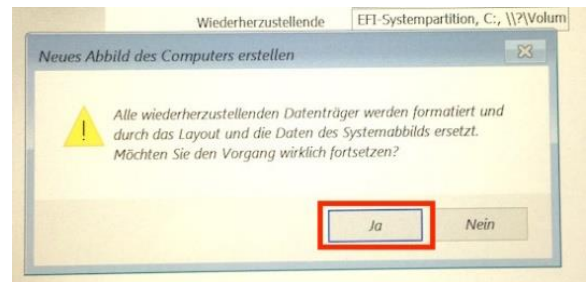 Wiederherzustellende EFI-Systempartition, C:, \\?\Volum
Neues Abbild des Computers erstellen
Alle wiederherzustellenden Datenträger werden formatiert und
durch das Layout und die Daten des Systemabbilds ersetzt.
Möchten Sie den Vorgang wirklich fortsetzen?
Ja Nein